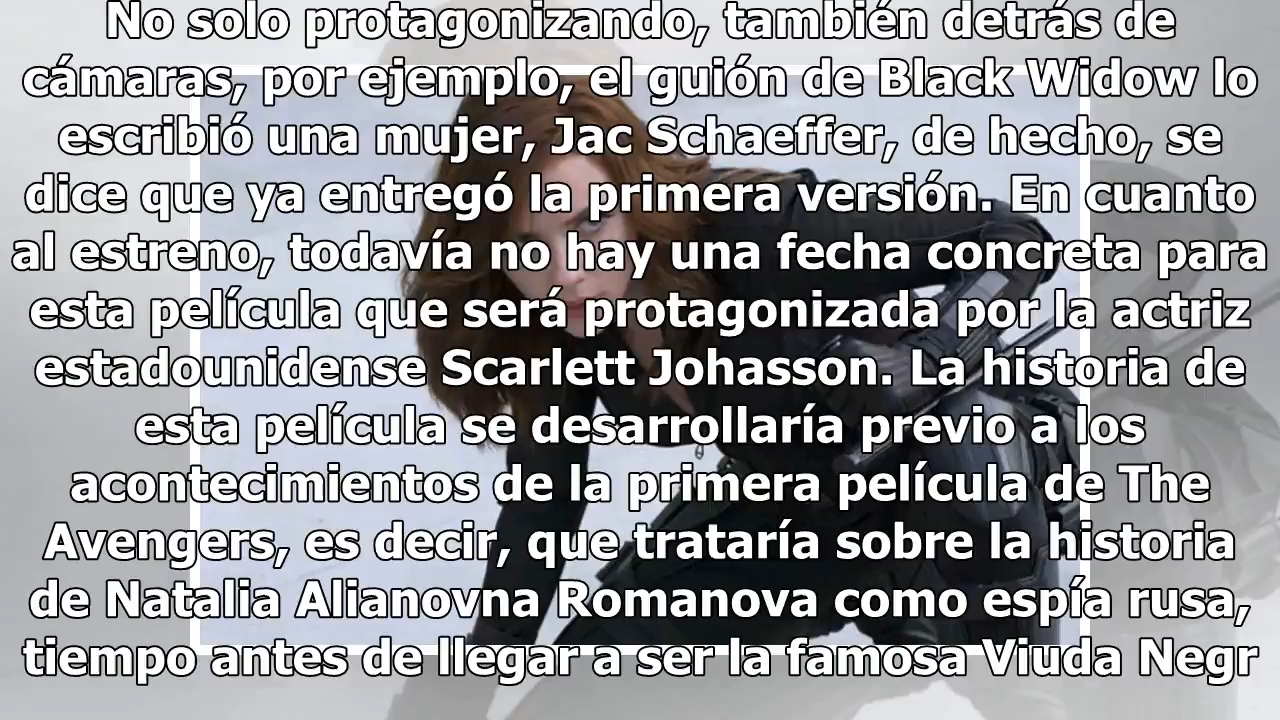 No solo protagonizando, también detrás de
cámaras, por ejemplo, el guión de Black Widow lo
escribió una mujer, Jac Schaeffer, de hecho, se
dice que ya entregó la primera versión. En cuanto
al estreno, todavía no hay una fecha concreta para
esta película que será protagonizada por la actriz
estadounidense Scarlett Johasson. La historia de
esta película se desarrollaría previo a los
acontecimientos de la primera película de The
Avengers, es decir, que trataría sobre la historia
de Natalia Alianovna Romanova como espía rusa,
tiempo antes de llegar a ser la famosa Viuda Negr